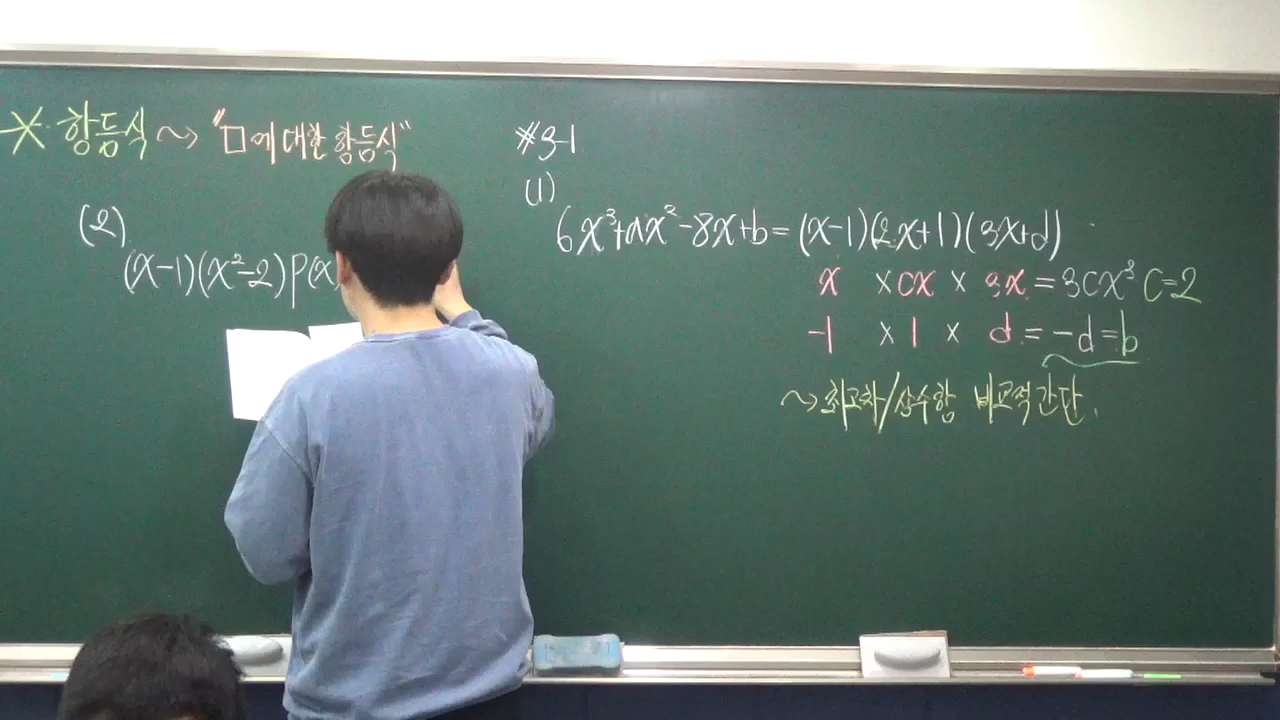 * 항등식 ~> "□에 대한 항등식"
(2)
(x-1)(x²-2)P(x)
#3-1
(1)
6x³+ax²-8x+b=(x-1)(2x+1)(3x+d)
x ×cx × 3x =3cx³ c=2
-1 × 1 × d = -d =b
~> 최고차/상수항 비교적 간단.